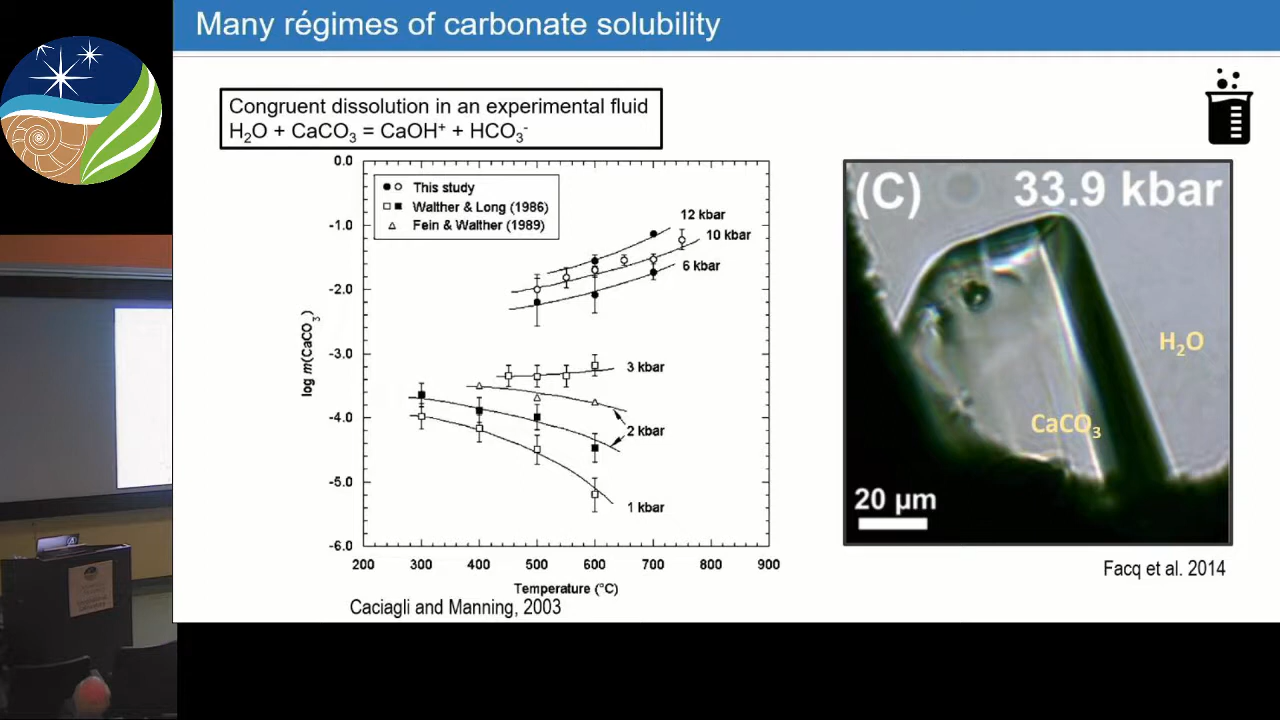 Many régimes of carbonate solubility
Congruent dissolution in an experimental fluid
H₂O + CaCO₃ = CaOH⁺ + HCO₃⁻
0.0
-1.0
-2.0
-3.0
-4.0
-5.0
-6.0
log m(CaCO₃)
This study
Walther & Long (1986)
Fein & Walther (1989)
12 kbar
10 kbar
6 kbar
3 kbar
2 kbar
1 kbar
200 300 400 500 600 700 800 900
Temperature (°C)
Caciagli and Manning, 2003
(C) 33.9 kbar
H₂O
CaCO₃
20 µm
Facq et al. 2014